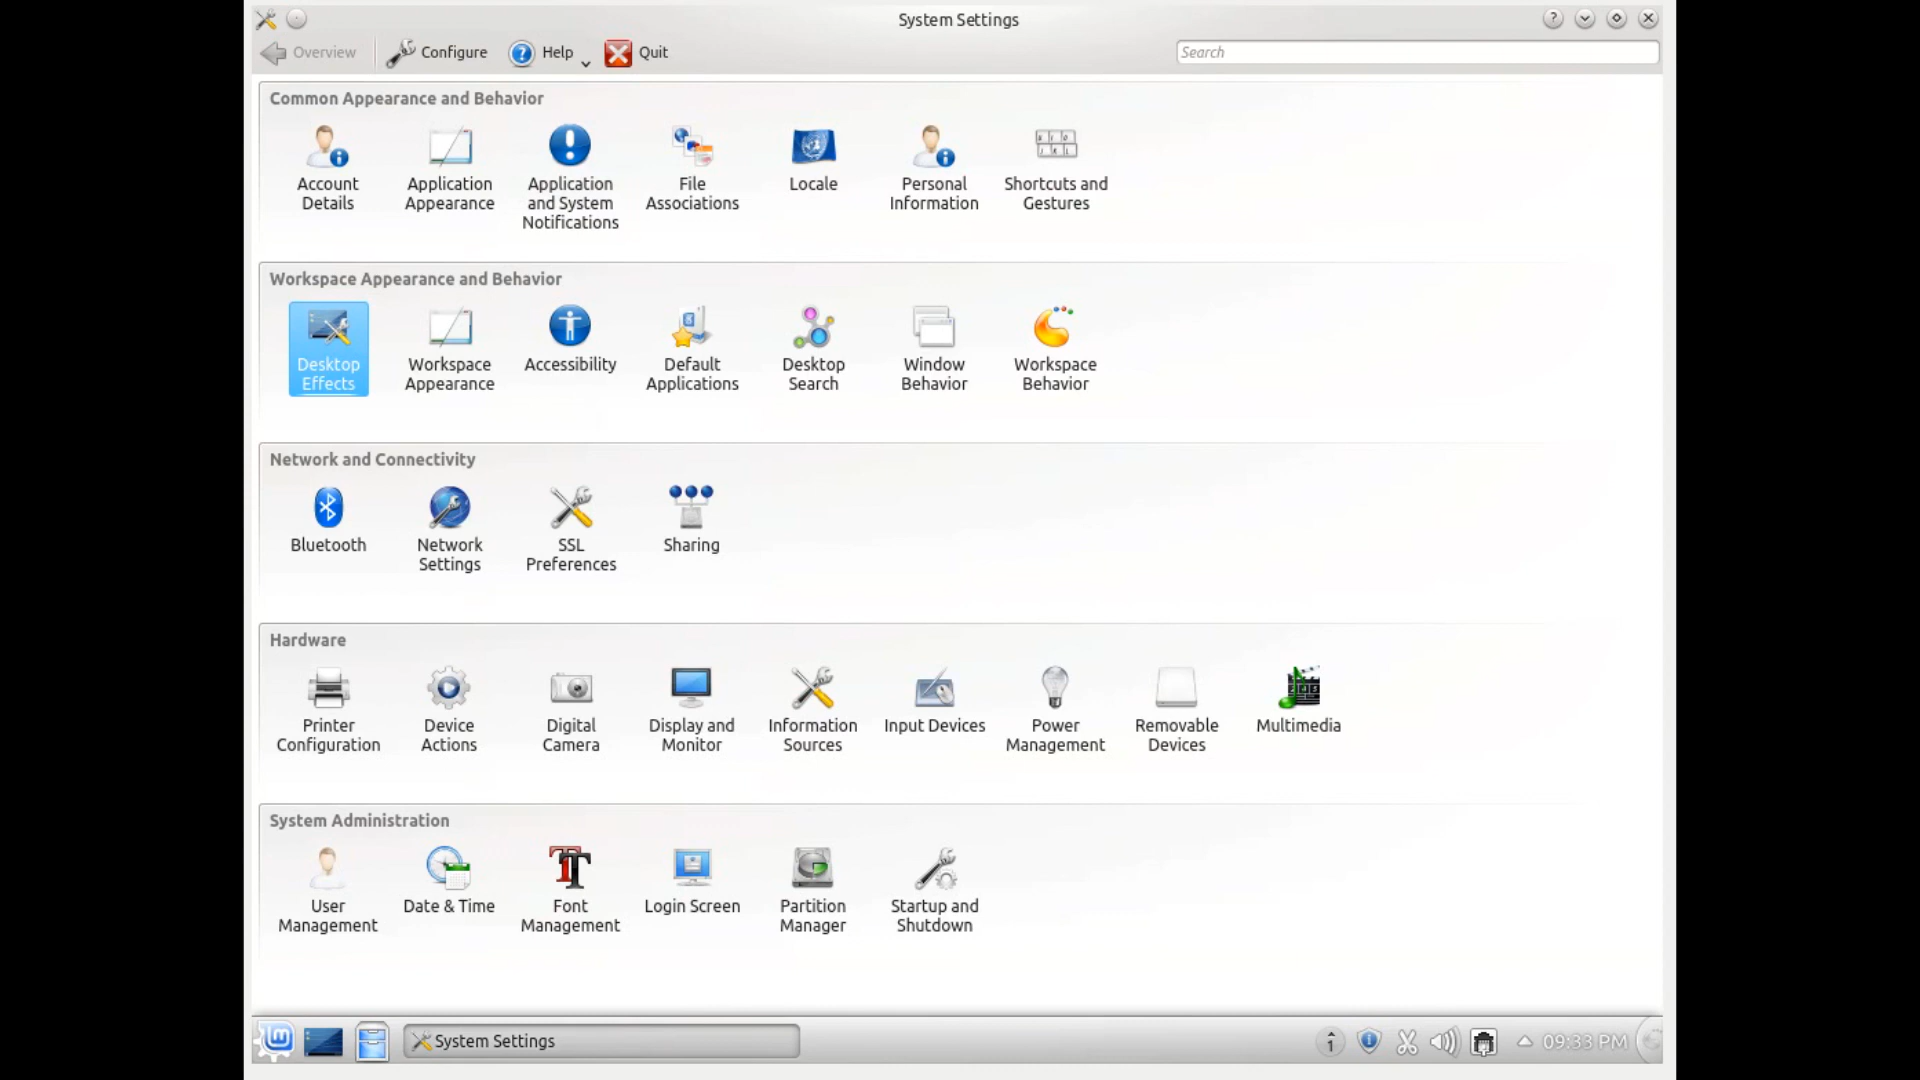 System Settings
Overview Configure Help Quit Search
Common Appearance and Behavior
Account Details
Application Appearance
Application and System Notifications
File Associations
Locale
Personal Information
Shortcuts and Gestures
Workspace Appearance and Behavior
Desktop Effects
Workspace Appearance
Accessibility
Default Applications
Desktop Search
Window Behavior
Workspace Behavior
Network and Connectivity
Bluetooth
Network Settings
SSL Preferences
Sharing
Hardware
Printer Configuration
Device Actions
Digital Camera
Display and Monitor
Information Sources
Input Devices
Power Management
Removable Devices
Multimedia
System Administration
User Management
Date & Time
Font Management
Login Screen
Partition Manager
Startup and Shutdown
System Settings
1
09:33 PM